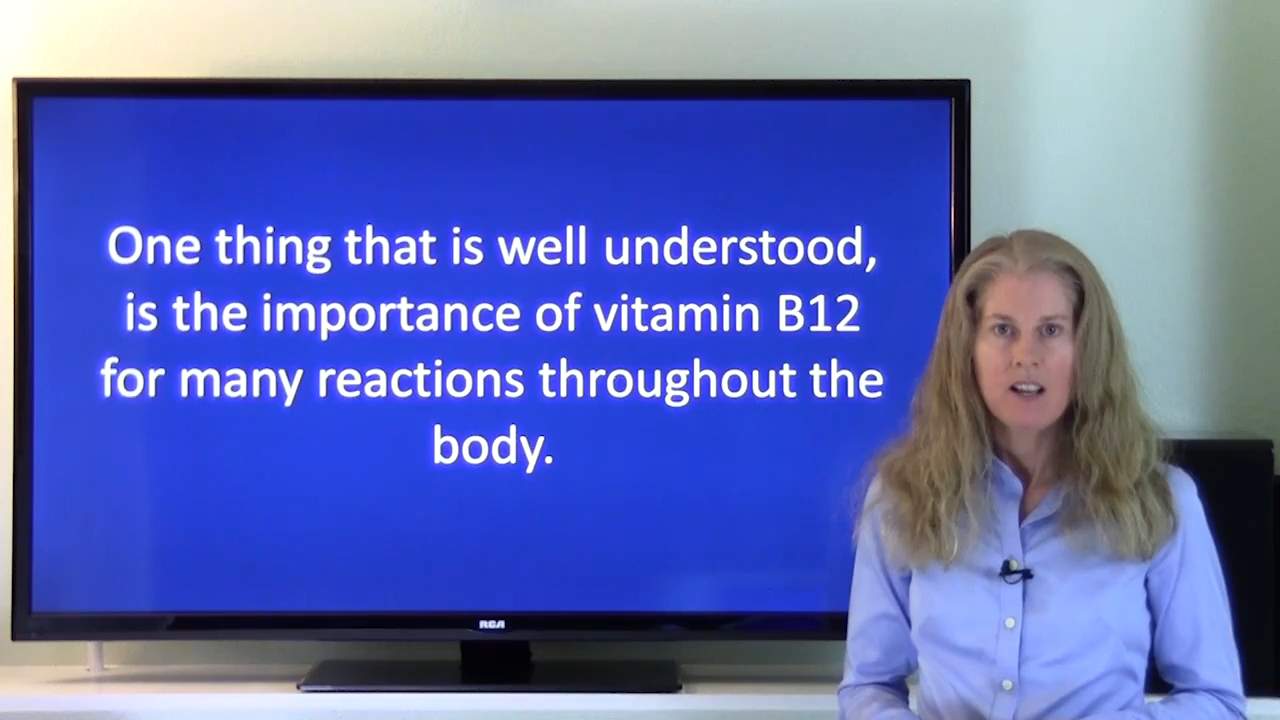 One thing that is well understood,
is the importance of vitamin B12
for many reactions throughout the
body.
RCA